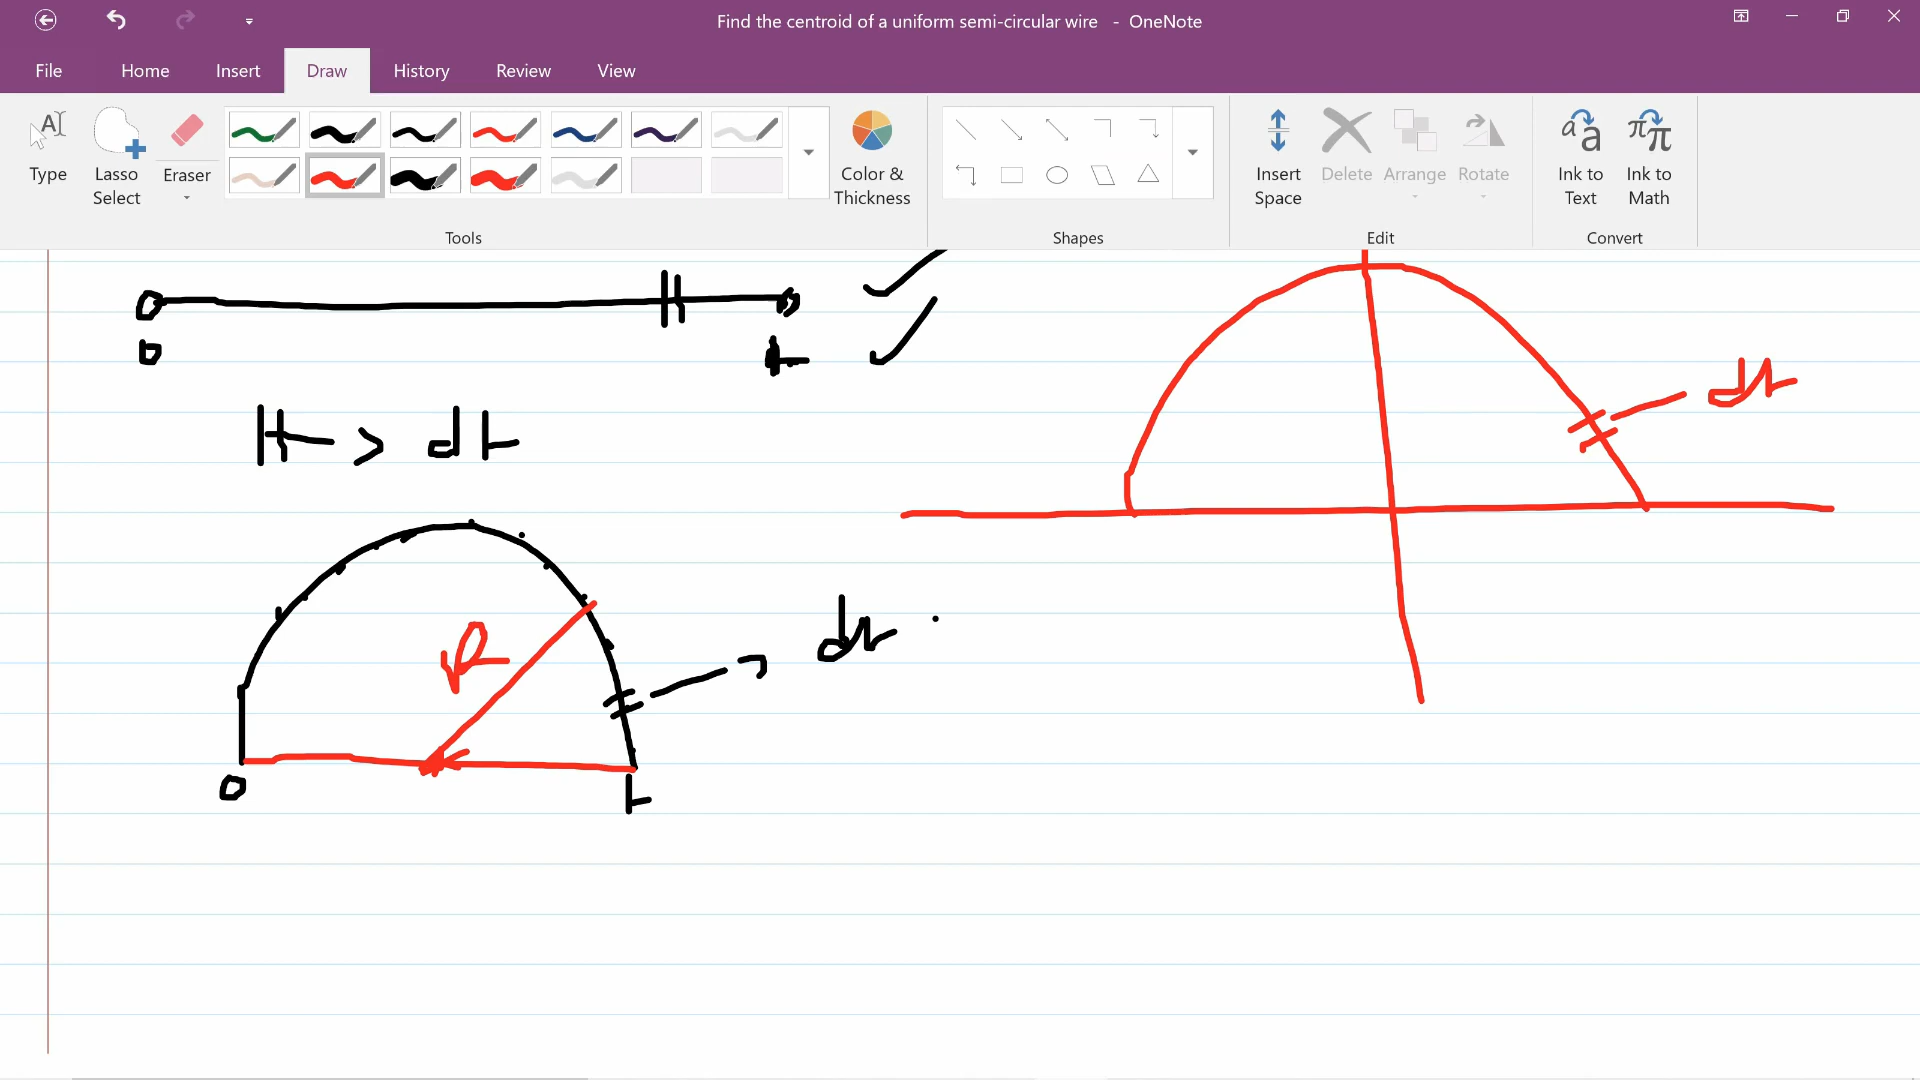 Find the centroid of a uniform semi-circular wire - OneNote
File Home Insert Draw History Review View
Type
Lasso Select
Eraser
Color & Thickness
Insert Space
Delete
Arrange
Rotate
Ink to Text
Ink to Math
Tools
Shapes
Edit
Convert
0
L
dL
> dL
R
dL
0
L